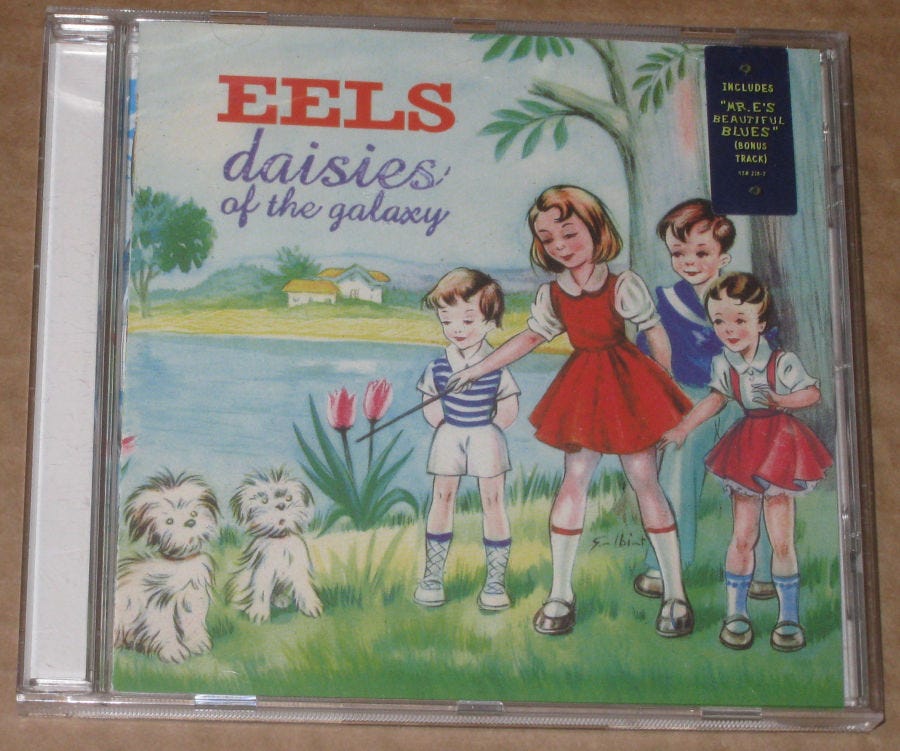 EELS
daisies
of the galaxy
INCLUDES
"MR. E'S
BEAUTIFUL
BLUES"
(BONUS
TRACK)